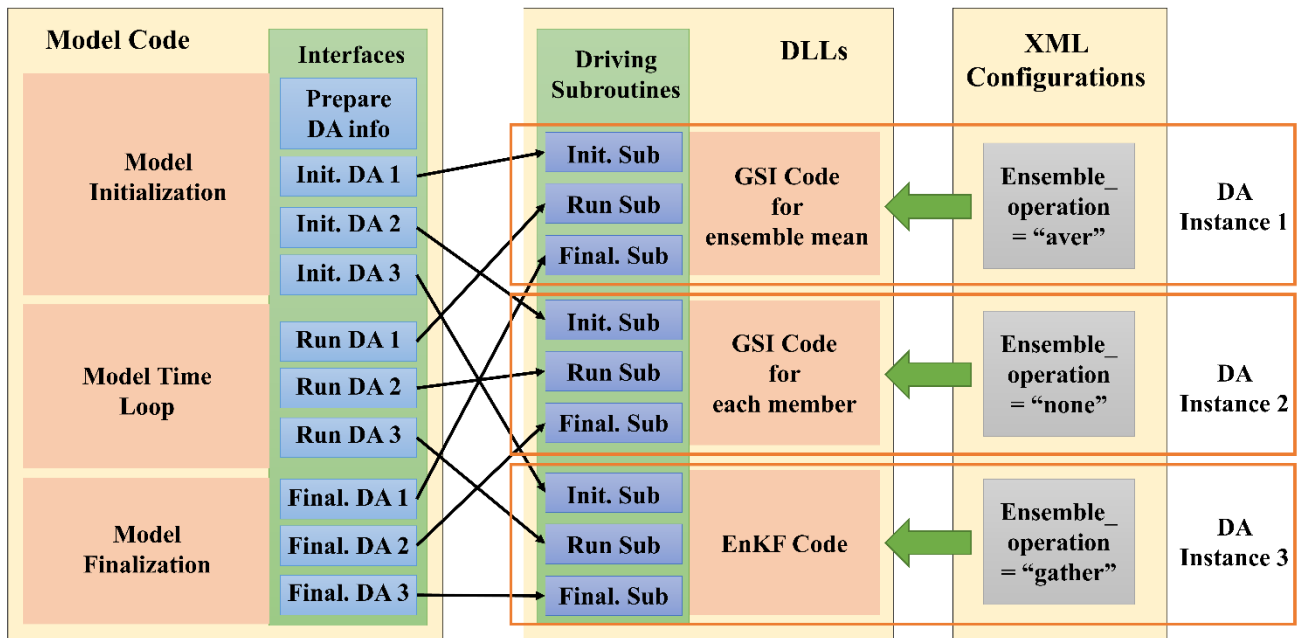 Model Code
Interfaces
Model
Initialization
Prepare
DA info
Init. DA 1
Init. DA 2
Init. DA 3
Model Time
Loop
Run DA 1
Run DA 2
Run DA 3
Model
Finalization
Final. DA 1
Final. DA 2
Final. DA 3
Driving
Subroutines
DLLs
XML
Configurations
Init. Sub
Run Sub
Final. Sub
GSI Code
for
ensemble mean
Ensemble_
operation
= “aver”
DA
Instance 1
Init. Sub
Run Sub
Final. Sub
GSI Code
for
each member
Ensemble_
operation
= “none”
DA
Instance 2
Init. Sub
Run Sub
Final. Sub
EnKF Code
Ensemble_
operation
= “gather”
DA
Instance 3